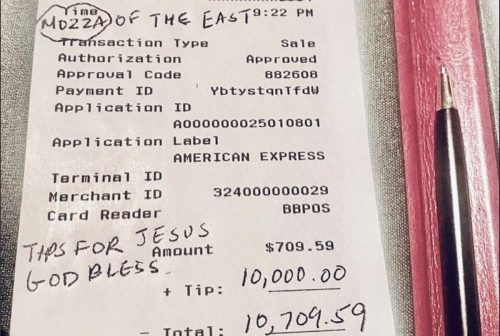 Time 9:22 PM
MOZZA OF THE EAST
Transaction Type Sale
Authorization Approved
Approval Code 882608
Payment ID YbtystqnTfdW
Application ID
A000000025010801
Application Label
AMERICAN EXPRESS
Terminal ID
Merchant ID 324000000029
Card Reader BBPOS
TIPS FOR JESUS
GOD BLESS
Amount $709.59
+ Tip: 10,000.00
- Total: 10,709.59